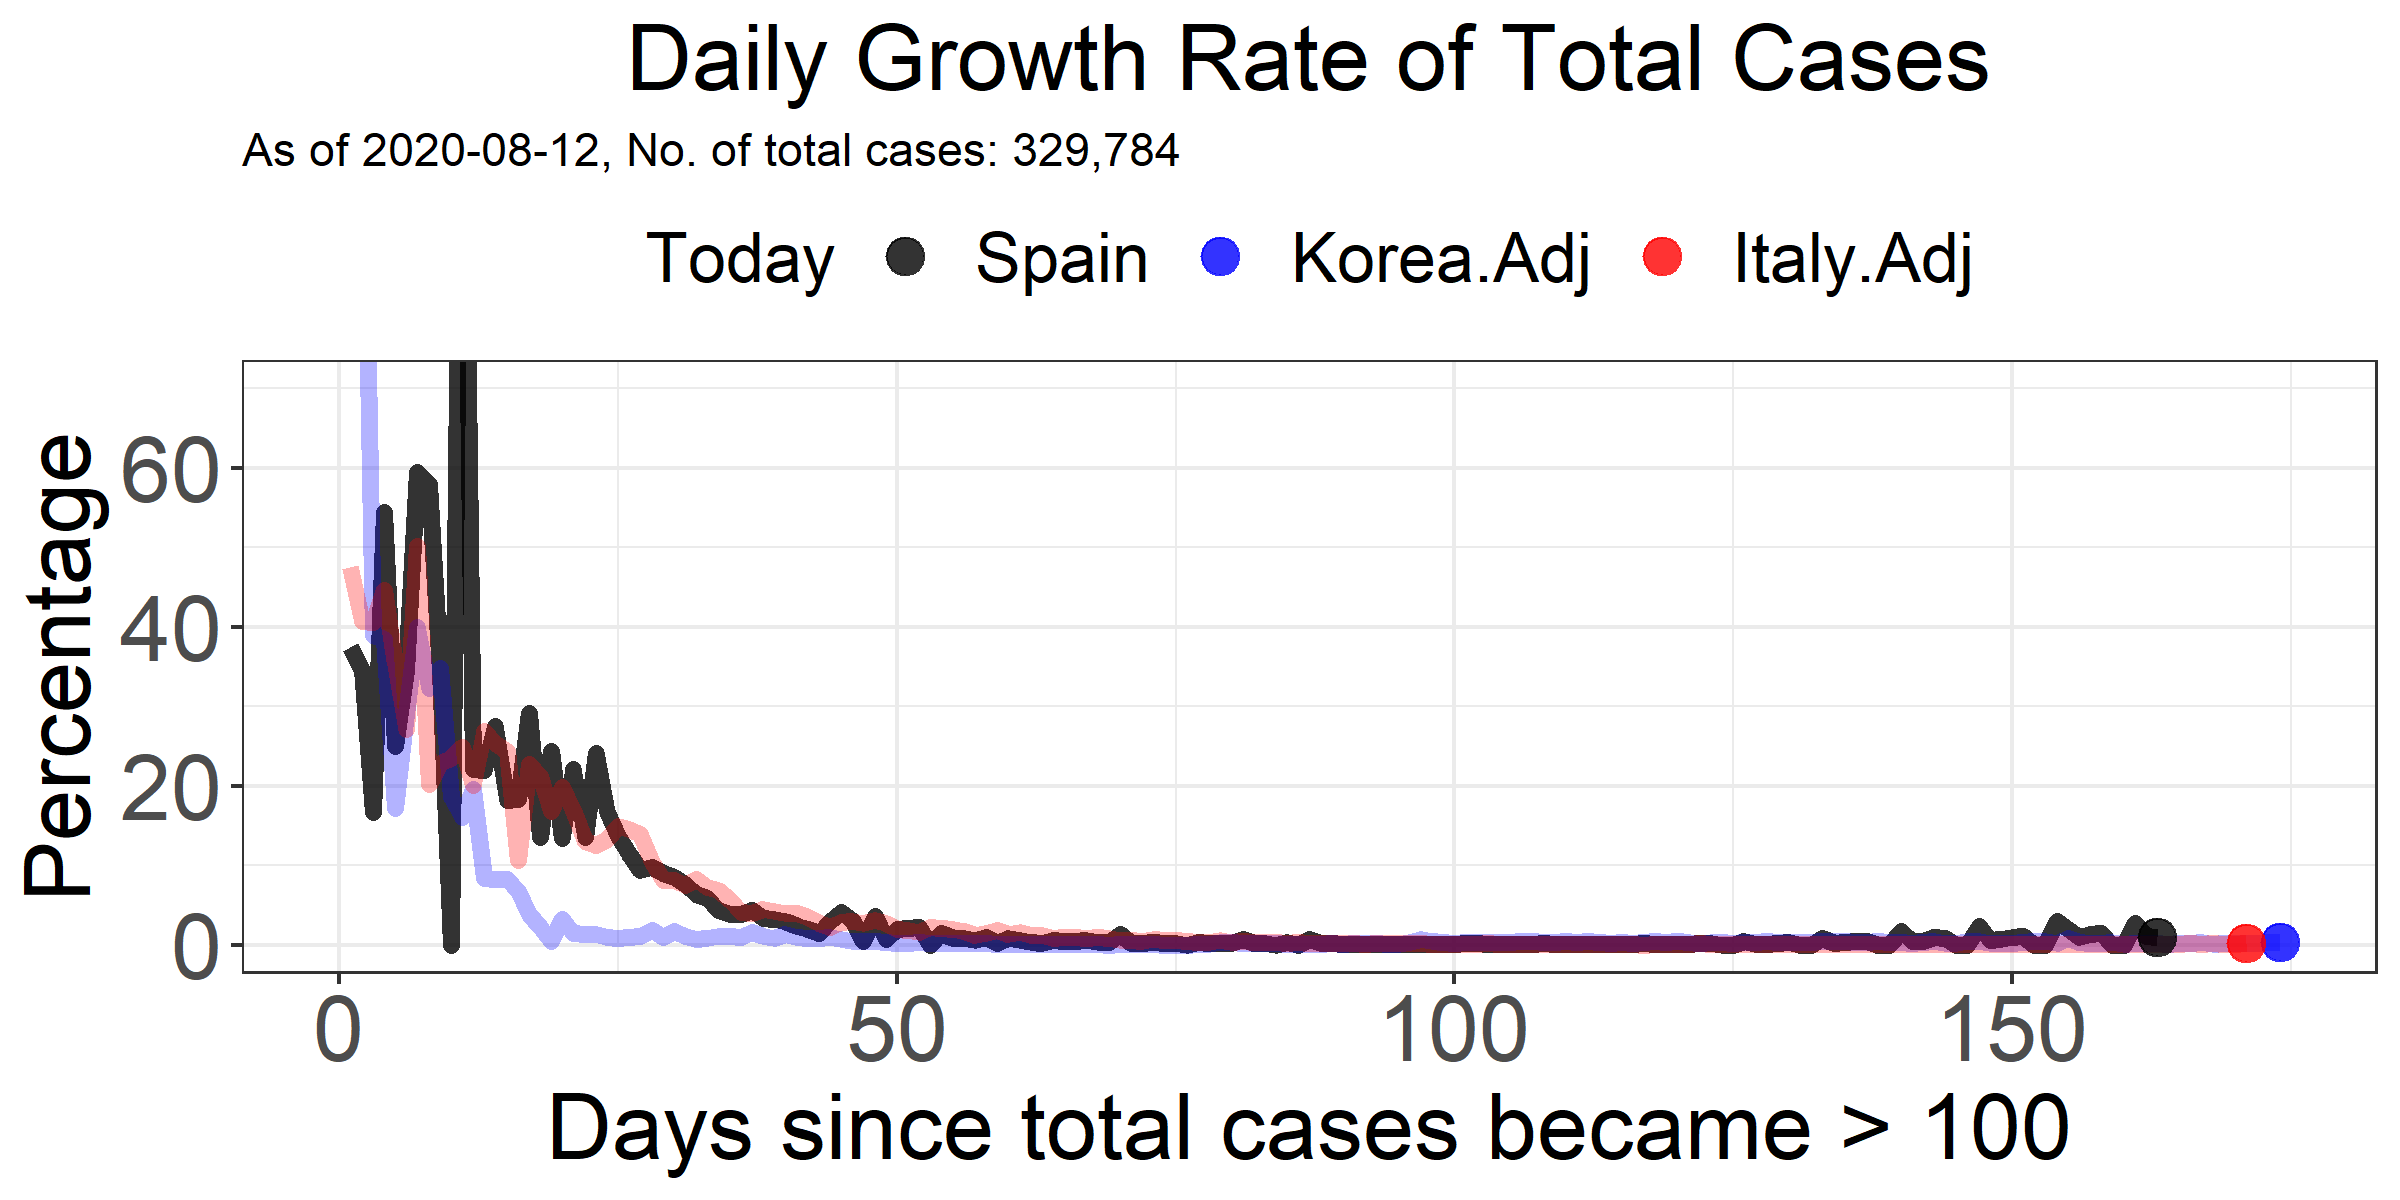 Daily Growth Rate of Total Cases
As of 2020-08-12, No. of total cases: 329,784
Today Spain Korea.Adj Italy.Adj
Percentage
60
40
20
0
0 50 100 150
Days since total cases became > 100